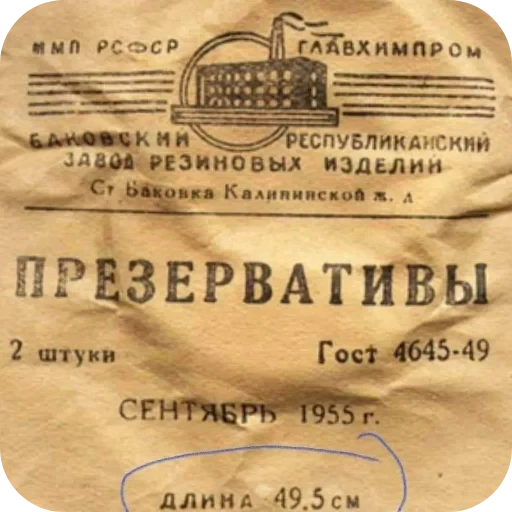 ММП РСФСР ГЛАВХИМПРОМ
БАКОВСКИЙ РЕСПУБЛИКАНСКИЙ
ЗАВОД РЕЗИНОВЫХ ИЗДЕЛИЙ
Ст Баковка Калининской ж. д
ПРЕЗЕРВАТИВЫ
2 штуки Гост 4645-49
СЕНТЯБРЬ 1955 г.
ДЛИНА 49,5 см